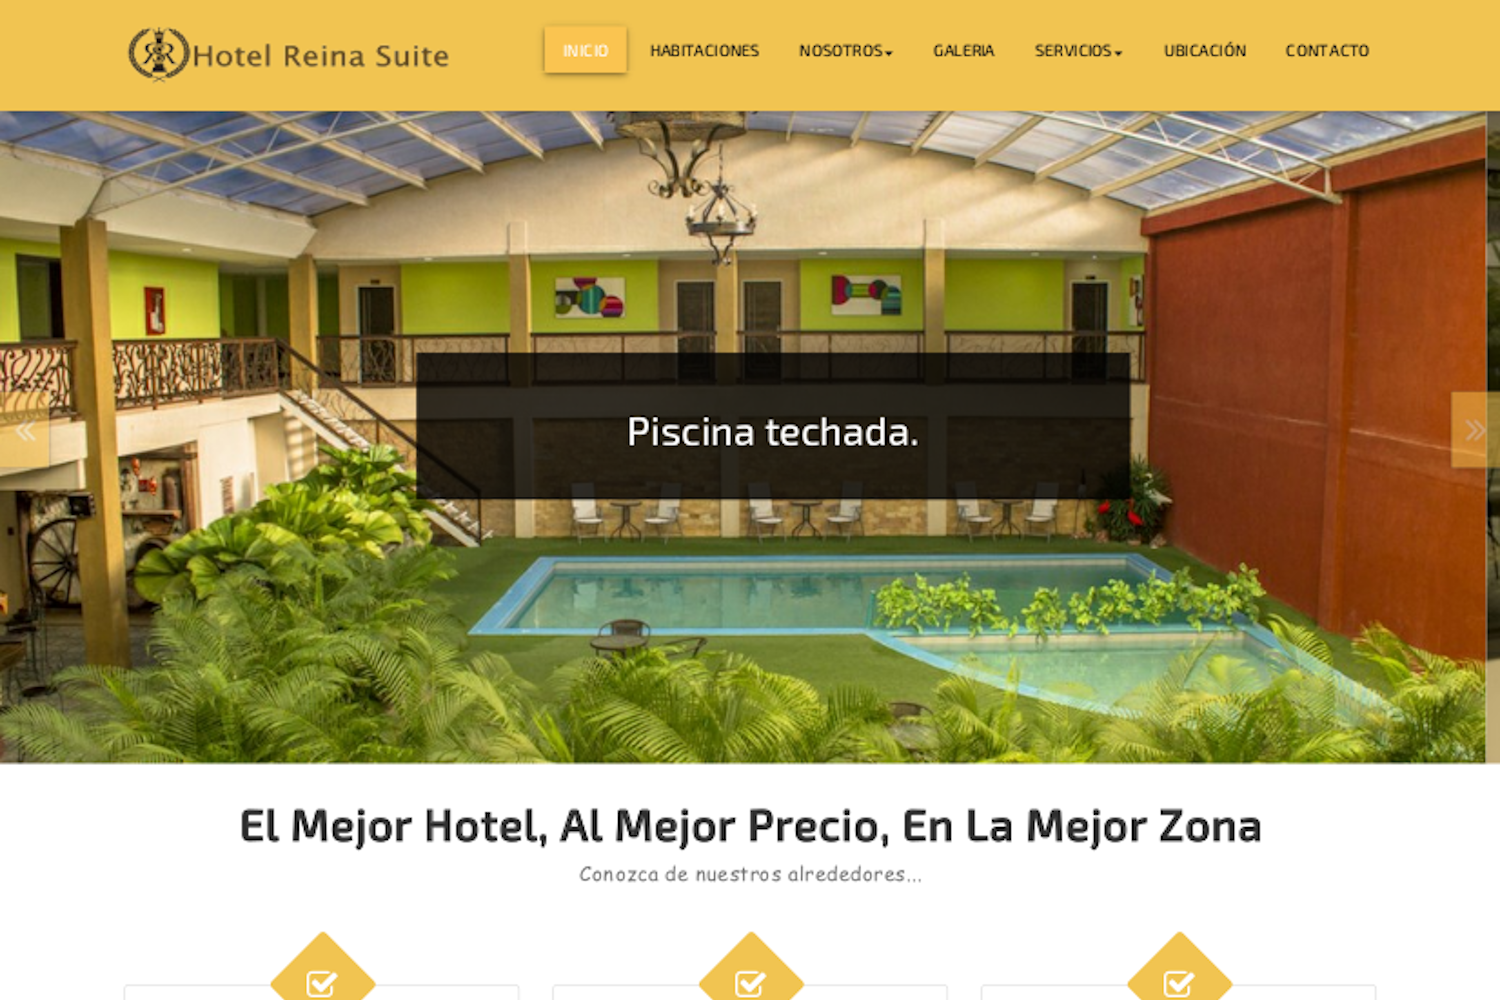 Hotel Reina Suite
INICIO
HABITACIONES
NOSOTROS
GALERIA
SERVICIOS
UBICACIÓN
CONTACTO
Piscina techada.
El Mejor Hotel, Al Mejor Precio, En La Mejor Zona
Conozca de nuestros alrededores...